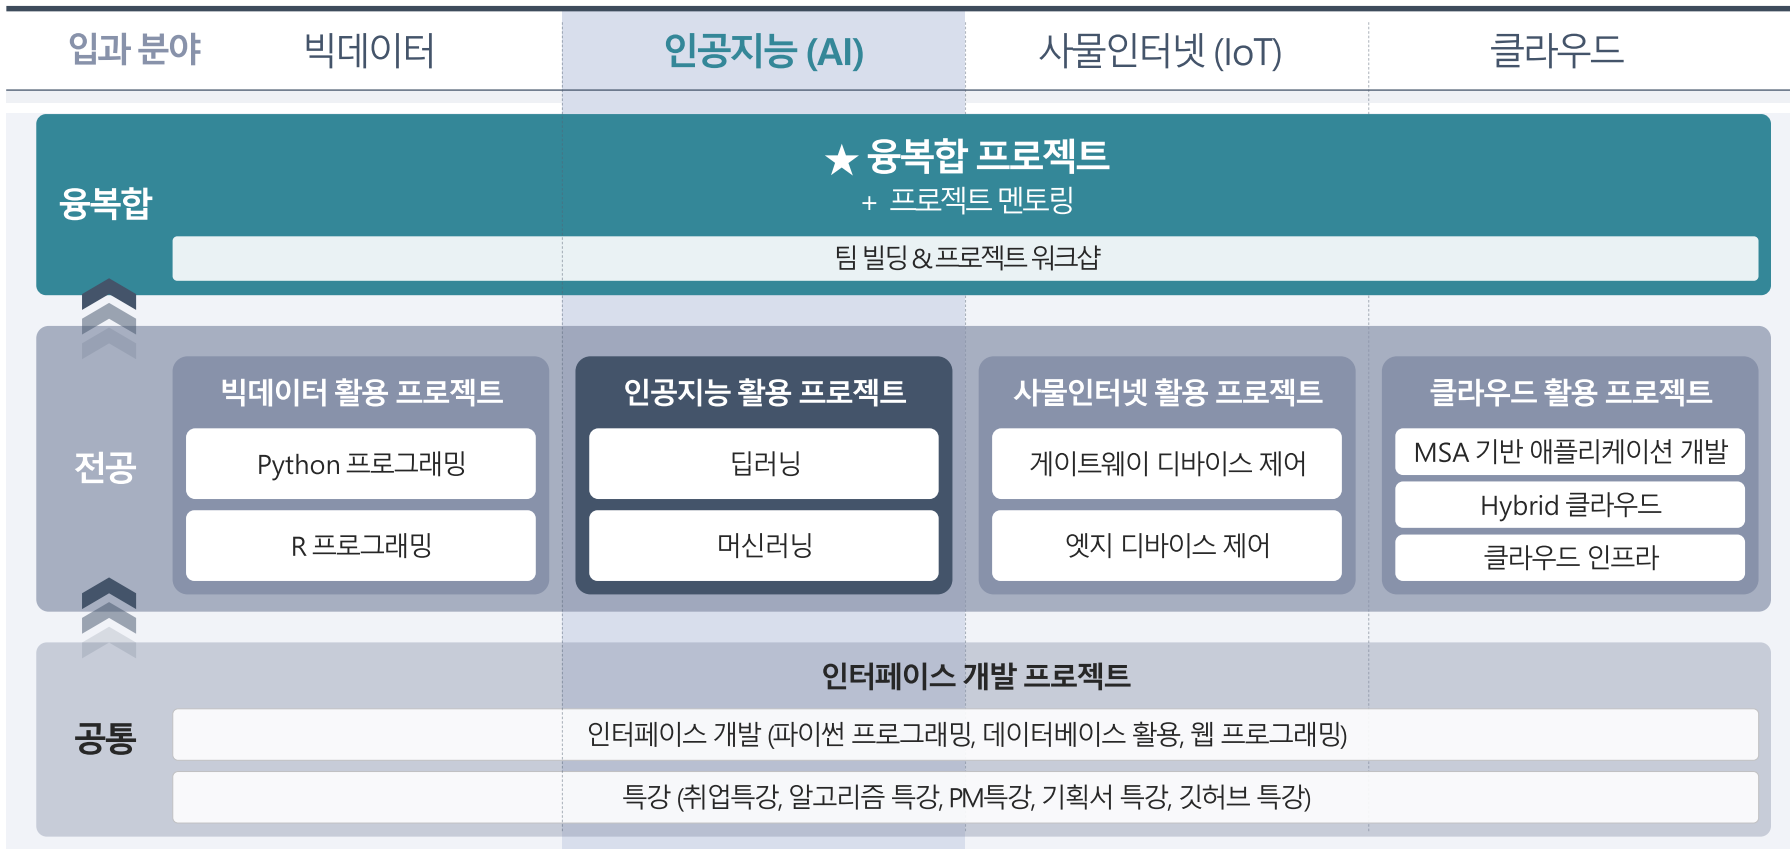 입과 분야
빅데이터
인공지능 (AI)
사물인터넷 (IoT)
클라우드
융복합
★ 융복합 프로젝트
+ 프로젝트 멘토링
팀 빌딩 & 프로젝트 워크샵
전공
빅데이터 활용 프로젝트
Python 프로그래밍
R 프로그래밍
인공지능 활용 프로젝트
딥러닝
머신러닝
사물인터넷 활용 프로젝트
게이트웨이 디바이스 제어
엣지 디바이스 제어
클라우드 활용 프로젝트
MSA 기반 애플리케이션 개발
Hybrid 클라우드
클라우드 인프라
공통
인터페이스 개발 프로젝트
인터페이스 개발 (파이썬 프로그래밍, 데이터베이스 활용, 웹 프로그래밍)
특강 (취업특강, 알고리즘 특강, PM특강, 기획서 특강, 깃허브 특강)